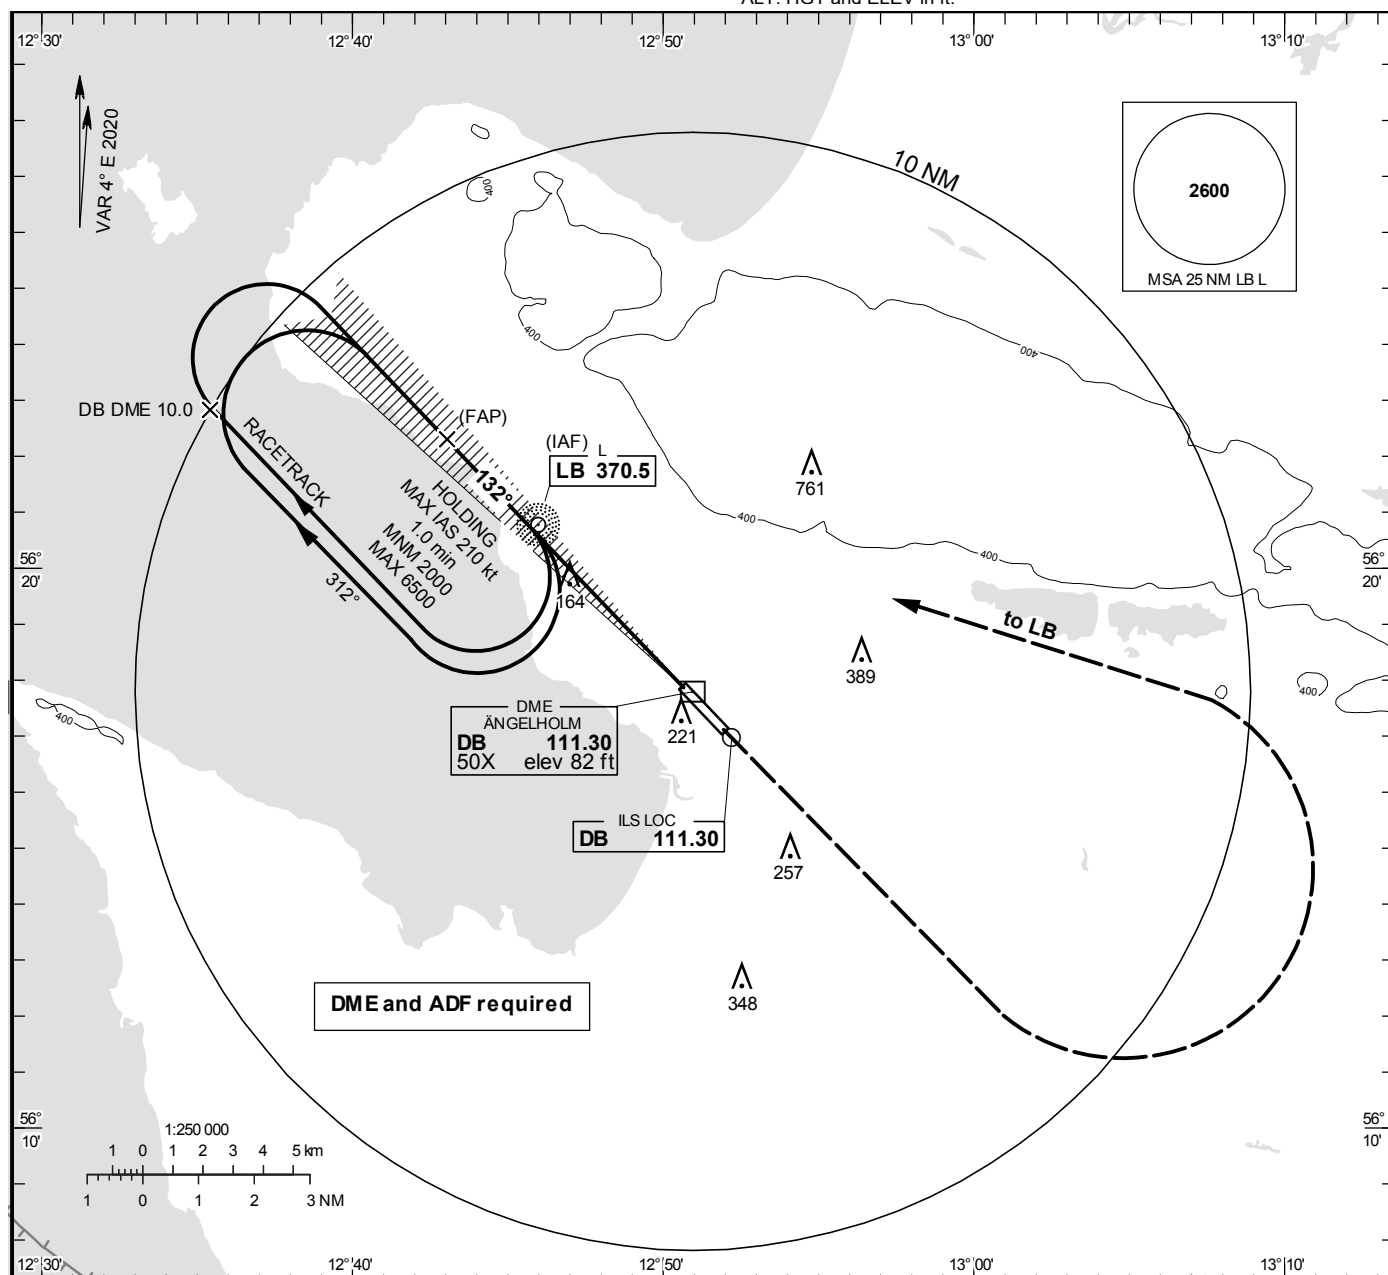 ALT. HGT and ELEV in ft.
12° 30'
12° 40'
12° 50'
13° 00'
13° 10'
VAR 4° E 2020
10 NM
2600
MSA 25 NM LB L
400
400
400
400
400
400
400
400
DB DME 10.0
RACETRACK
(FAP)
(IAF)
L
LB 370.5
132°
HOLDING
MAX IAS 210 kt
1.0 min
MNM 2000
MAX 6500
312°
761
164
56°
20'
56°
20'
to LB
389
DME
ÄNGELHOLM
DB 111.30
50X elev 82 ft
221
ILS LOC
DB 111.30
257
348
DME and ADF required
56°
10'
56°
10'
1:250 000
1 0 1 2 3 4 5 km
1 0 1 2 3 NM
12° 30'
12° 40'
12° 50'
13° 00'
13° 10'